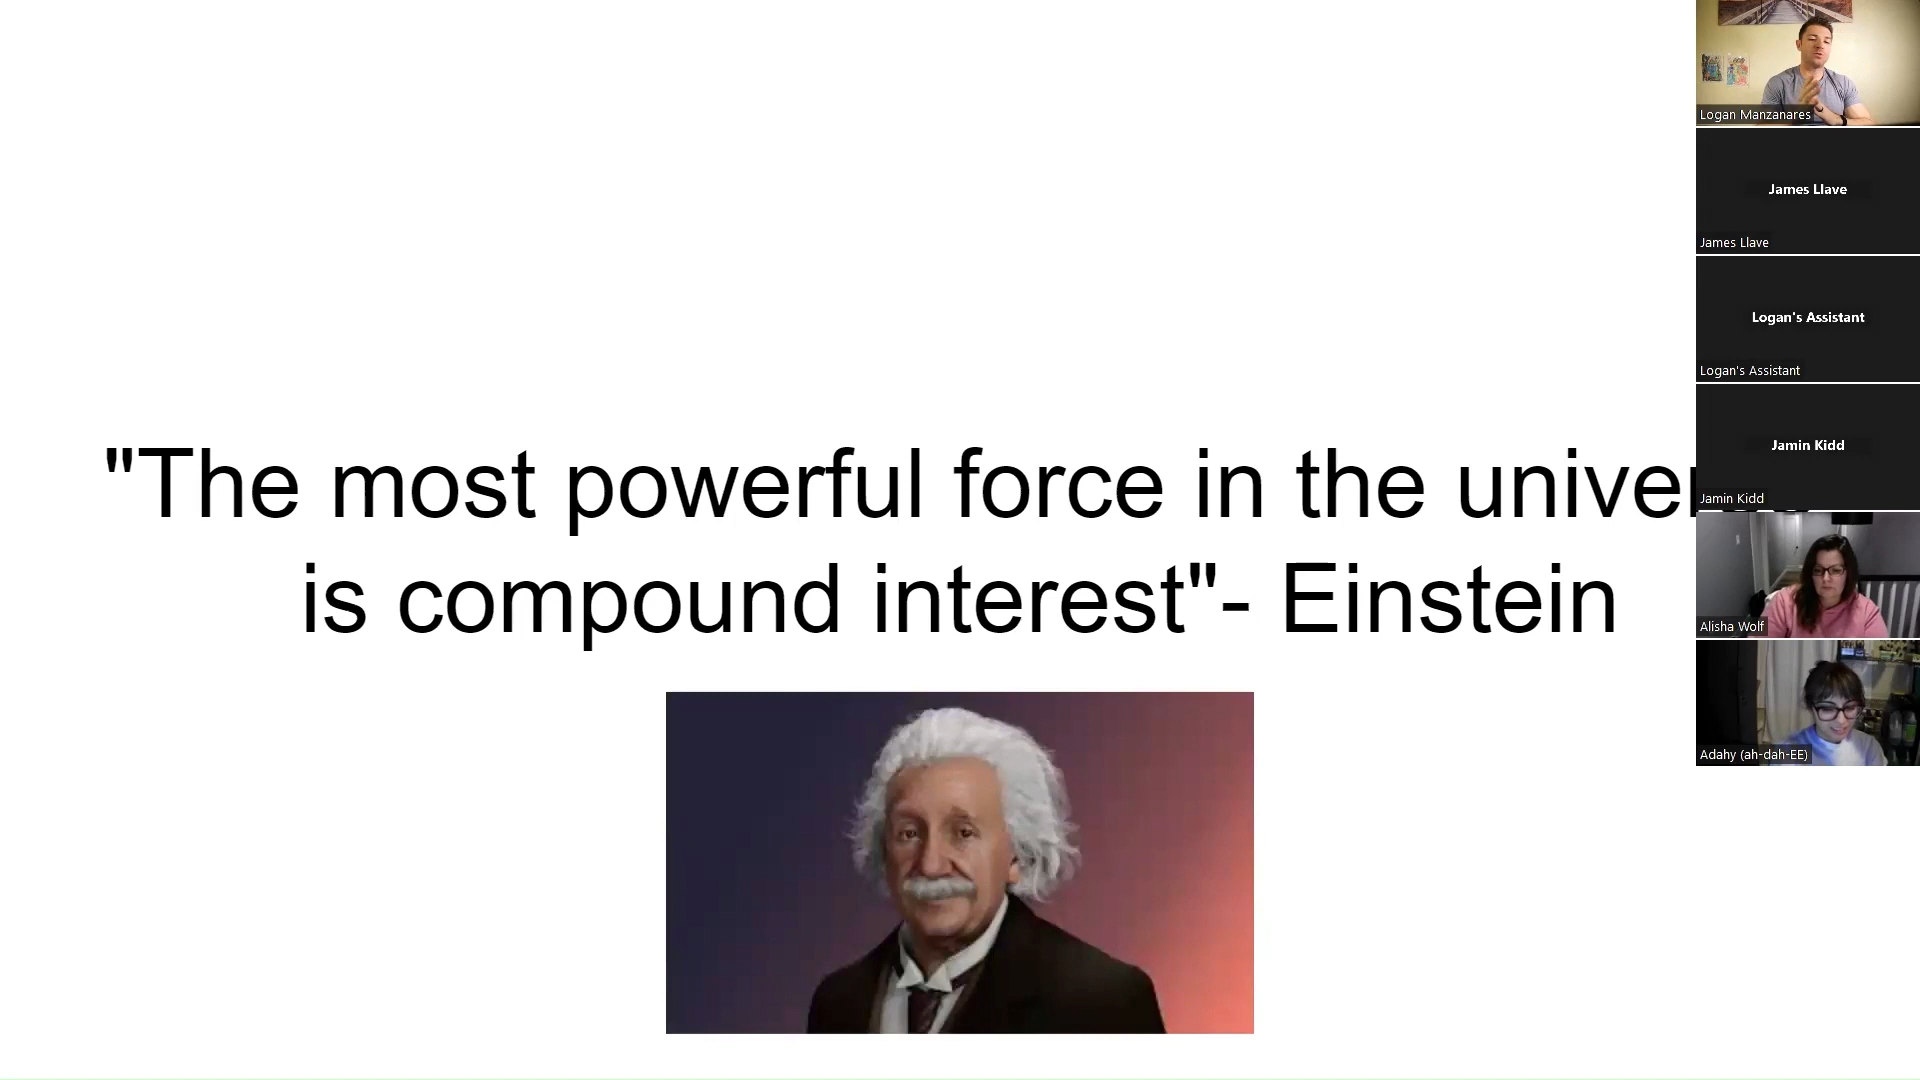 "The most powerful force in the univer
is compound interest"- Einstein
Logan Manzanares
James Llave
James Llave
Logan's Assistant
Logan's Assistant
Jamin Kidd
Jamin Kidd
Alisha Wolf
Adahy (ah-dah-EE)